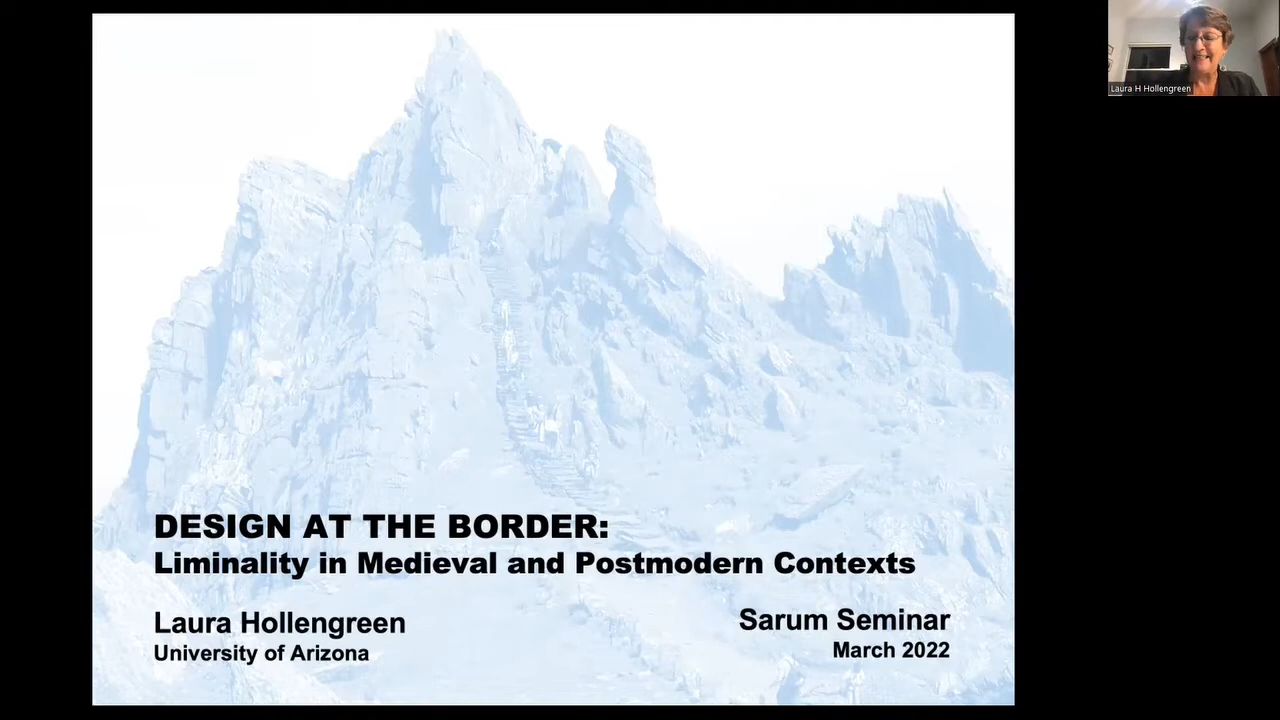 Laura H Hollengreen
DESIGN AT THE BORDER:
Liminality in Medieval and Postmodern Contexts
Laura Hollengreen
University of Arizona
Sarum Seminar
March 2022